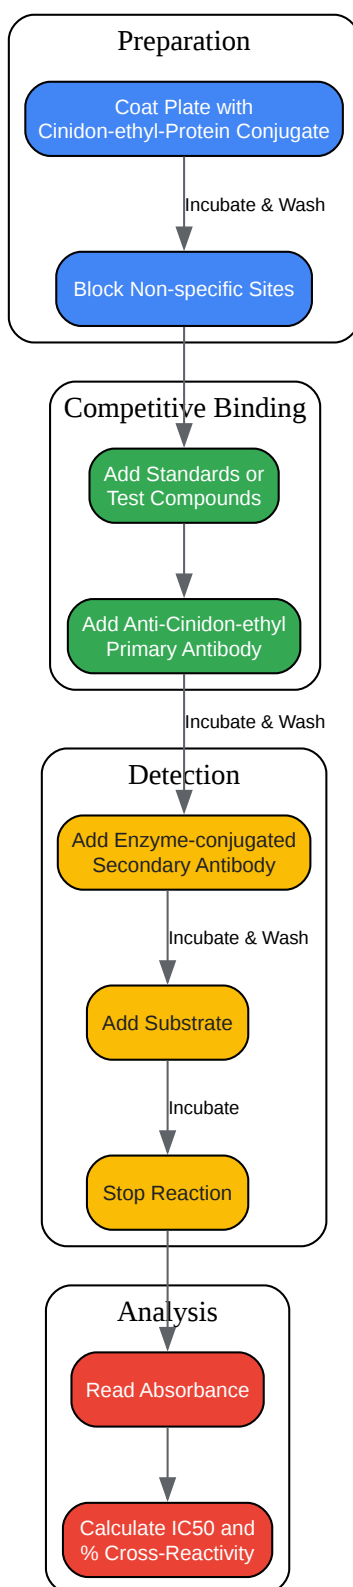 Preparation
Coat Plate with
Cinidon-ethyl-Protein Conjugate
Incubate & Wash
Block Non-specific Sites
Competitive Binding
Add Standards or
Test Compounds
Add Anti-Cinidon-ethyl
Primary Antibody
Incubate & Wash
Detection
Add Enzyme-conjugated
Secondary Antibody
Incubate & Wash
Add Substrate
Incubate
Stop Reaction
Analysis
Read Absorbance
Calculate IC50 and
% Cross-Reactivity